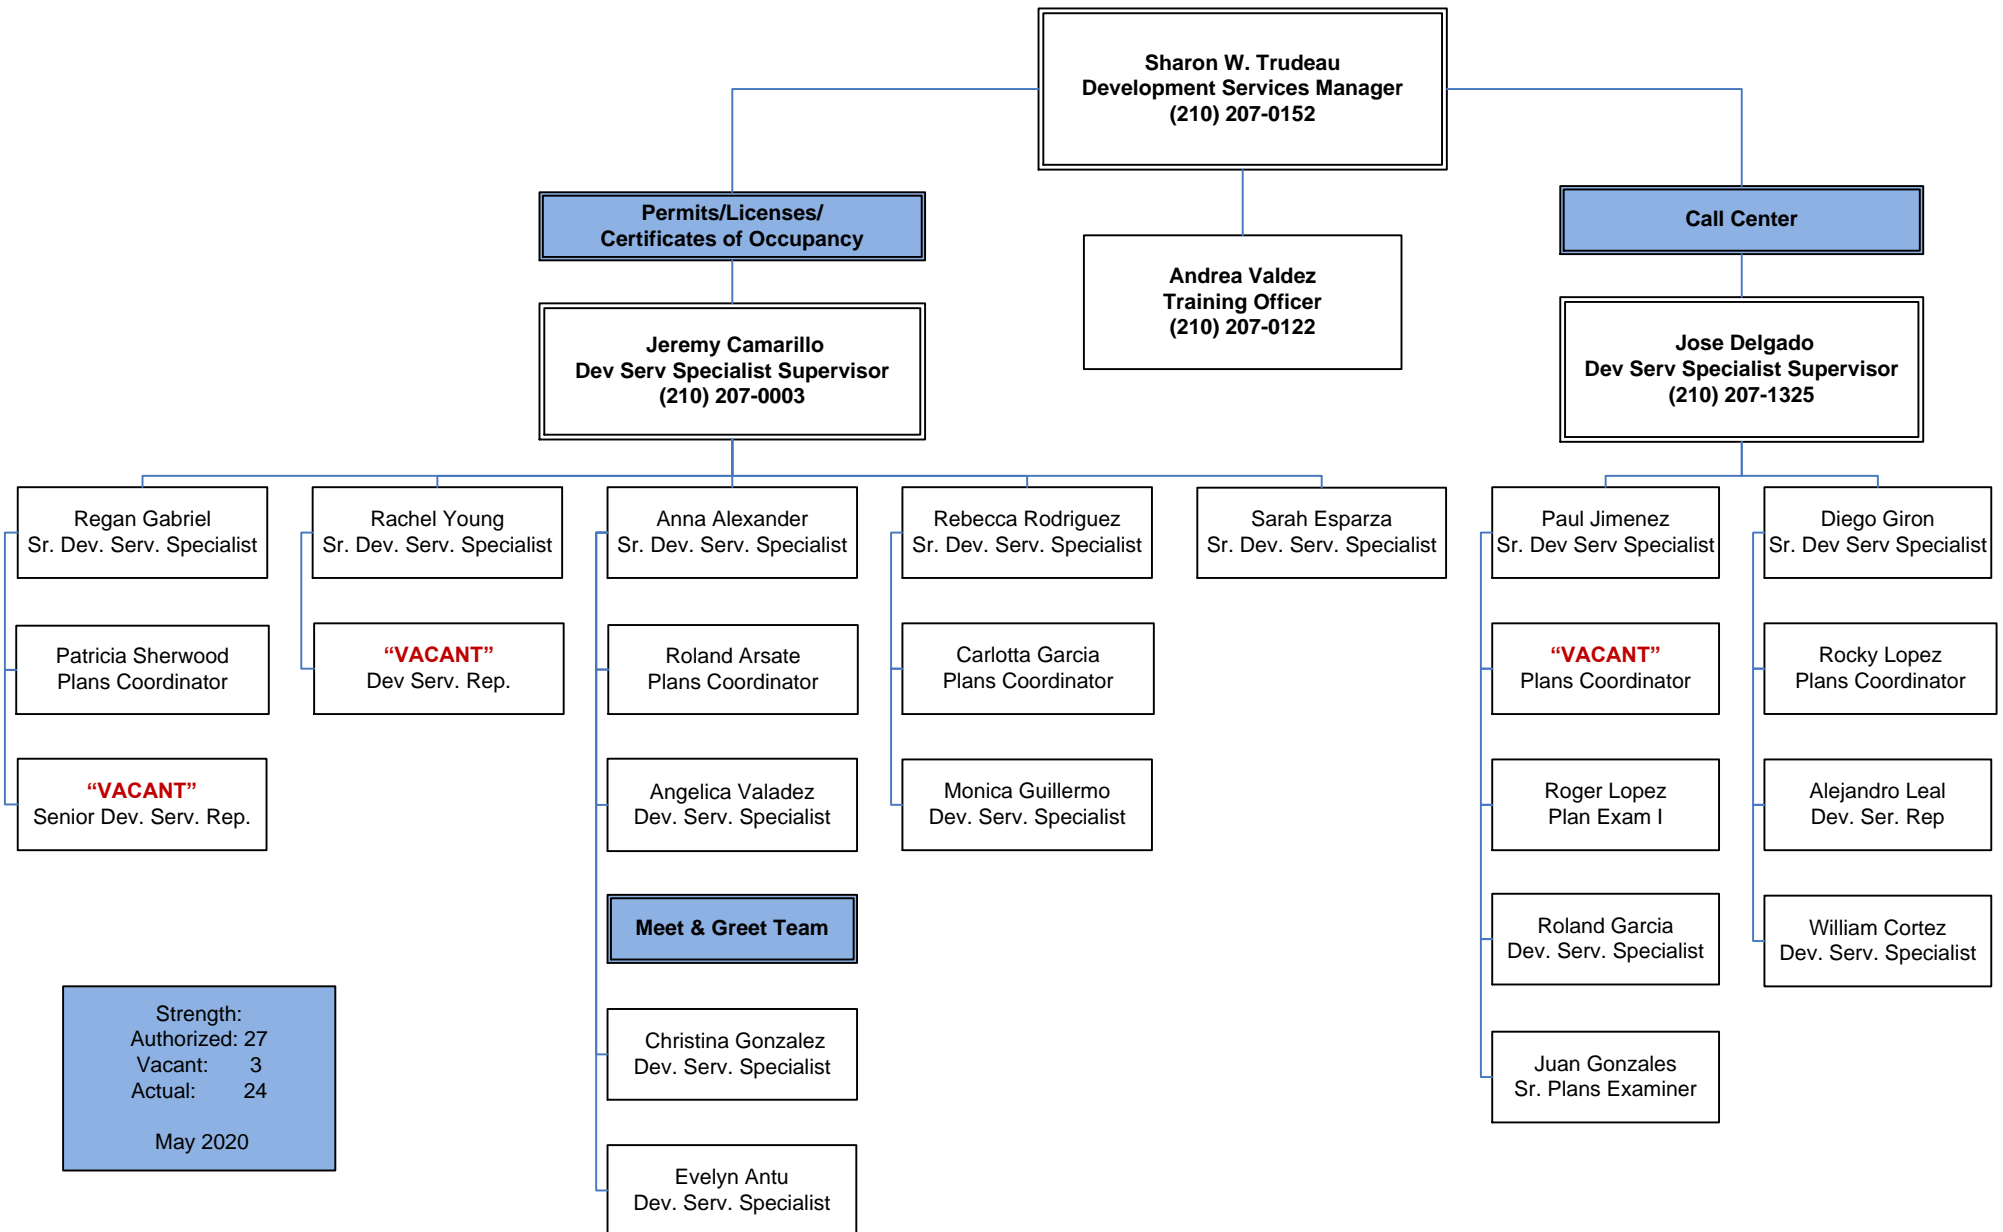 Sharon W. Trudeau
Development Services Manager
(210) 207-0152
Permits/Licenses/
Certificates of Occupancy
Call Center
Andrea Valdez
Training Officer
(210) 207-0122
Jeremy Camarillo
Dev Serv Specialist Supervisor
(210) 207-0003
Jose Delgado
Dev Serv Specialist Supervisor
(210) 207-1325
Regan Gabriel
Sr. Dev. Serv. Specialist
Rachel Young
Sr. Dev. Serv. Specialist
Anna Alexander
Sr. Dev. Serv. Specialist
Rebecca Rodriguez
Sr. Dev. Serv. Specialist
Sarah Esparza
Sr. Dev. Serv. Specialist
Paul Jimenez
Sr. Dev Serv Specialist
Diego Giron
Sr. Dev Serv Specialist
Patricia Sherwood
Plans Coordinator
“VACANT”
Dev Serv. Rep.
Roland Arsate
Plans Coordinator
Carlotta Garcia
Plans Coordinator
“VACANT”
Plans Coordinator
Rocky Lopez
Plans Coordinator
“VACANT”
Senior Dev. Serv. Rep.
Angelica Valadez
Dev. Serv. Specialist
Monica Guillermo
Dev. Serv. Specialist
Roger Lopez
Plan Exam I
Alejandro Leal
Dev. Ser. Rep
Meet & Greet Team
Roland Garcia
Dev. Serv. Specialist
William Cortez
Dev. Serv. Specialist
Christina Gonzalez
Dev. Serv. Specialist
Juan Gonzales
Sr. Plans Examiner
Evelyn Antu
Dev. Serv. Specialist
Strength:
Authorized: 27
Vacant: 3
Actual: 24
May 2020